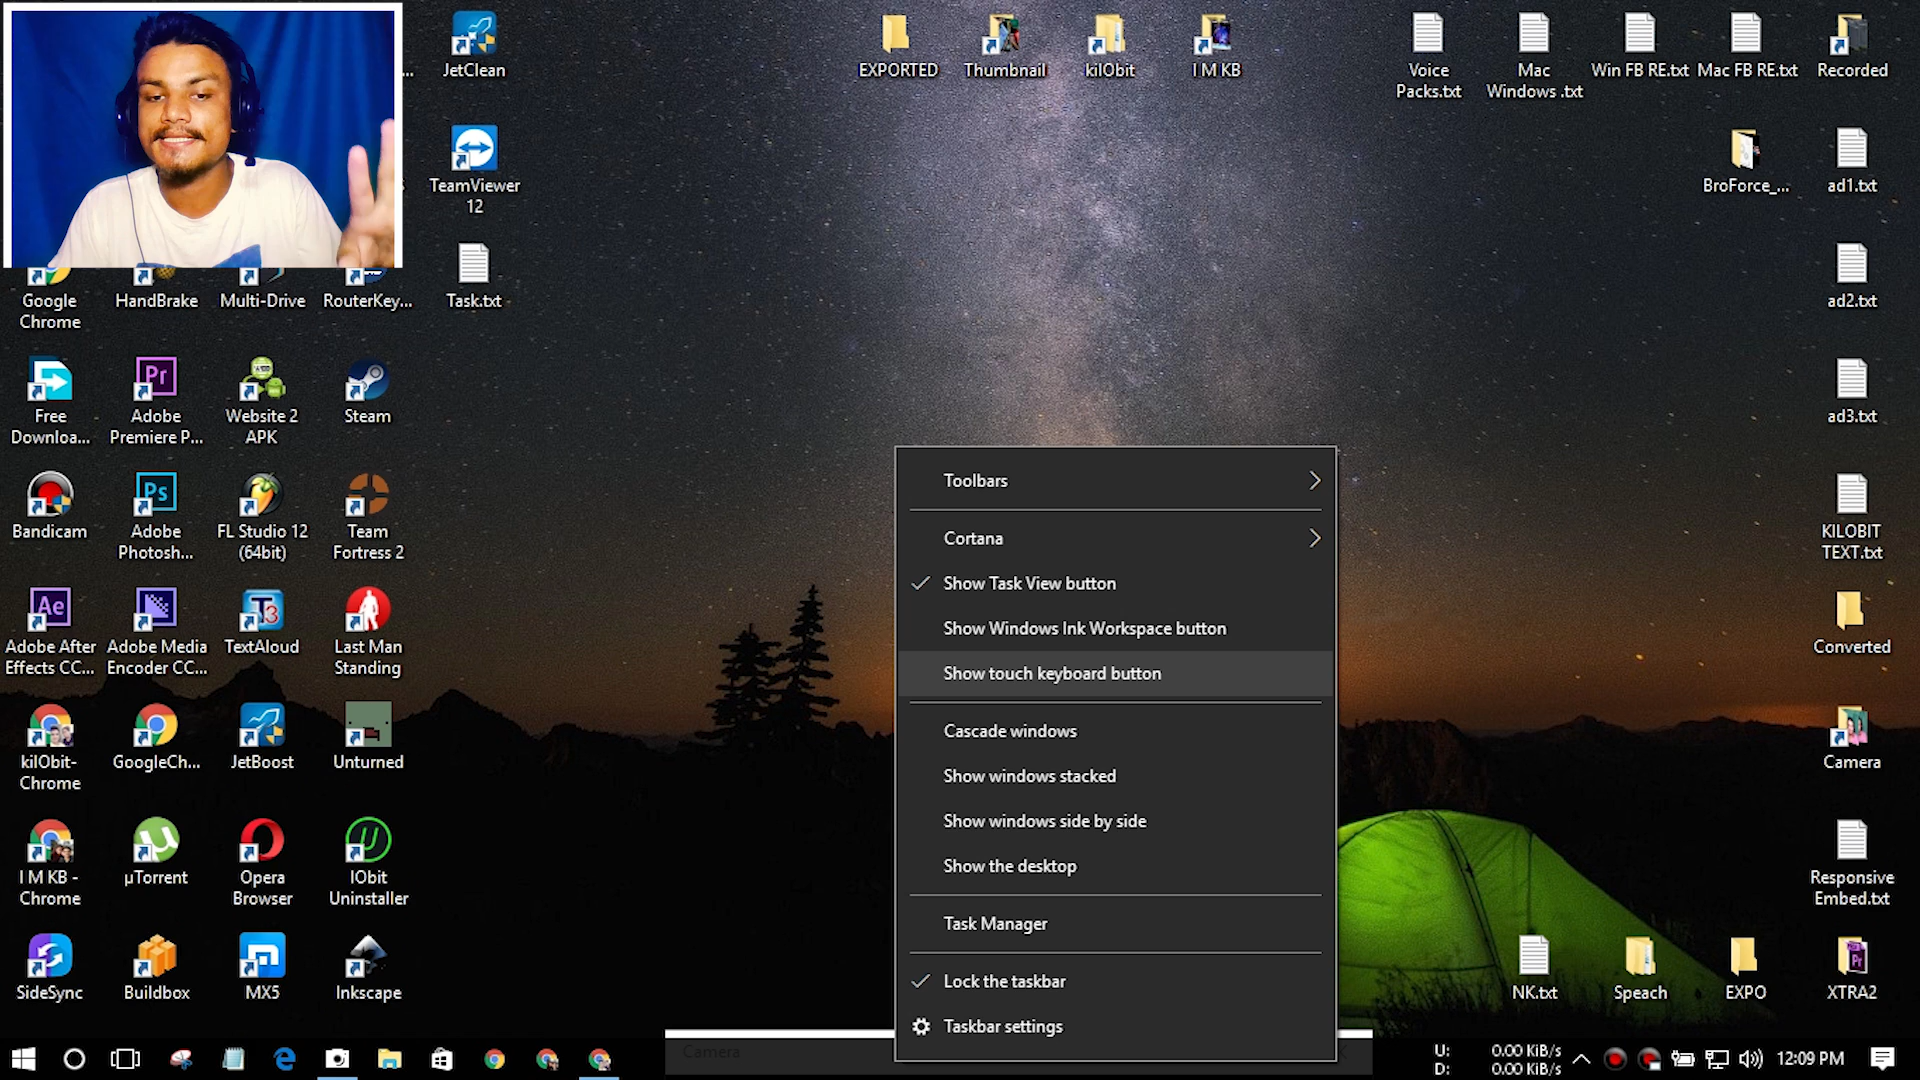 JetClean
EXPORTED
Thumbnail
kilObit
I M KB
Voice
Packs.txt
Mac
Windows .txt
Win FB RE.txt
Mac FB RE.txt
Recorded
TeamViewer
12
BroForce_...
ad1.txt
Google
Chrome
HandBrake
Multi-Drive
RouterKey...
Task.txt
ad2.txt
Free
Downloa...
Adobe
Premiere P...
Website 2
APK
Steam
ad3.txt
Bandicam
Adobe
Photosh...
FL Studio 12
(64bit)
Team
Fortress 2
KILOBIT
TEXT.txt
Adobe After
Effects CC...
Adobe Media
Encoder CC...
TextAloud
Last Man
Standing
Converted
kilObit-
Chrome
GoogleCh...
JetBoost
Unturned
Camera
I M KB -
Chrome
µTorrent
Opera
Browser
IObit
Uninstaller
Responsive
Embed.txt
SideSync
Buildbox
MX5
Inkscape
NK.txt
Speach
EXPO
XTRA2
Toolbars
Cortana
Show Task View button
Show Windows Ink Workspace button
Show touch keyboard button
Cascade windows
Show windows stacked
Show windows side by side
Show the desktop
Task Manager
Lock the taskbar
Taskbar settings
Camera
U: 0.00 KiB/s
D: 0.00 KiB/s
12:09 PM